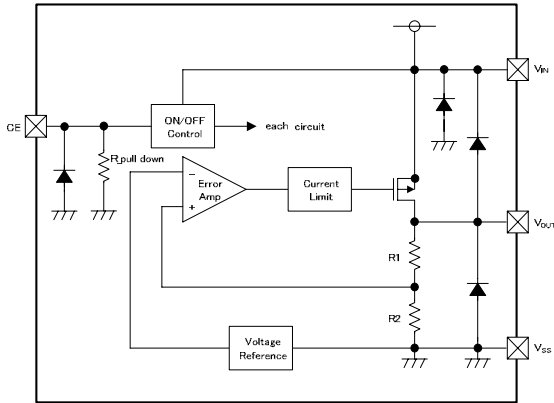 VIN
CE
ON/OFF
Control
each circuit
R_pull down
−
Error
Amp
+
Current
Limit
VOUT
R1
R2
Voltage
Reference
VSS